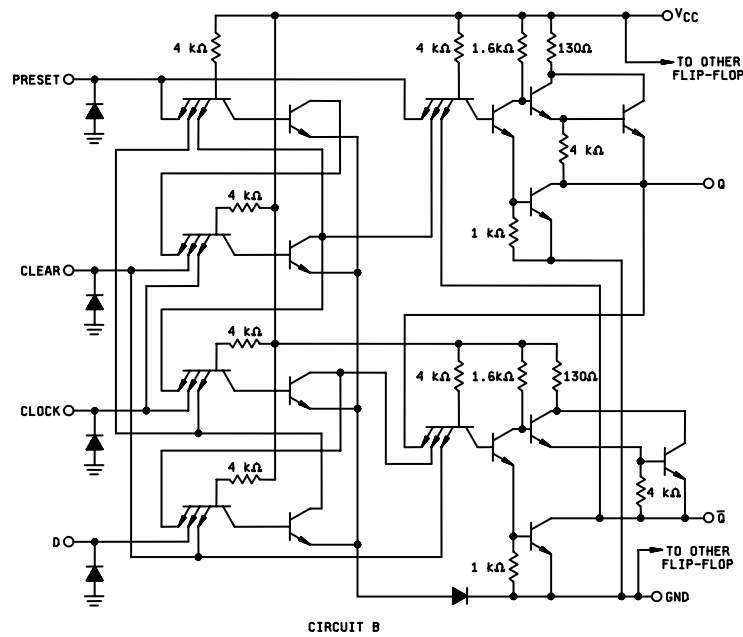 VCC
4 kΩ
4 kΩ
1.6kΩ
130Ω
TO OTHER
FLIP-FLOP
PRESET
4 kΩ
4 kΩ
Q
1 kΩ
CLEAR
4 kΩ
4 kΩ
1.6kΩ
130Ω
CLOCK
4 kΩ
4 kΩ
Q̅
D
TO OTHER
FLIP-FLOP
1 kΩ
GND
CIRCUIT B